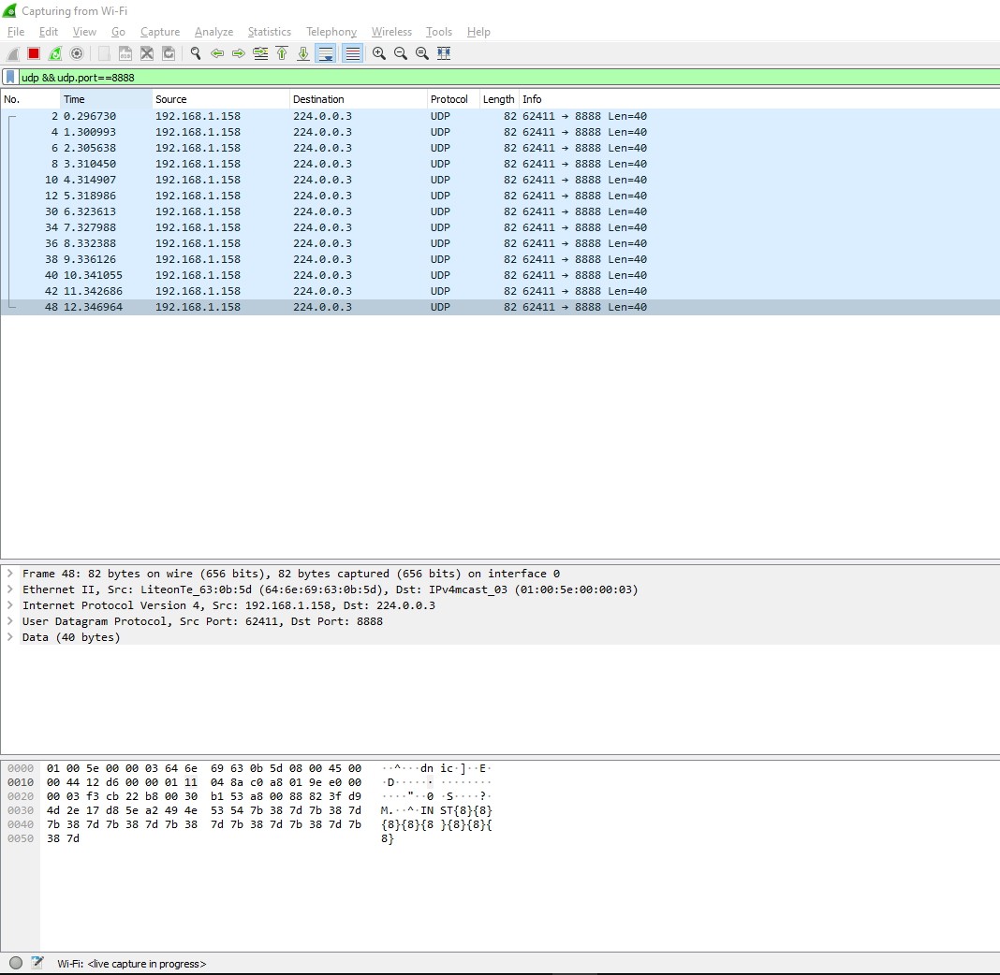 Capturing from Wi-Fi
File Edit View Go Capture Analyze Statistics Telephony Wireless Tools Help
udp && udp.port==8888
No. Time Source Destination Protocol Length Info
2 0.296730 192.168.1.158 224.0.0.3 UDP 82 62411 → 8888 Len=40
4 1.300993 192.168.1.158 224.0.0.3 UDP 82 62411 → 8888 Len=40
6 2.305638 192.168.1.158 224.0.0.3 UDP 82 62411 → 8888 Len=40
8 3.310450 192.168.1.158 224.0.0.3 UDP 82 62411 → 8888 Len=40
10 4.314907 192.168.1.158 224.0.0.3 UDP 82 62411 → 8888 Len=40
12 5.318986 192.168.1.158 224.0.0.3 UDP 82 62411 → 8888 Len=40
30 6.323613 192.168.1.158 224.0.0.3 UDP 82 62411 → 8888 Len=40
34 7.327988 192.168.1.158 224.0.0.3 UDP 82 62411 → 8888 Len=40
36 8.332388 192.168.1.158 224.0.0.3 UDP 82 62411 → 8888 Len=40
38 9.336126 192.168.1.158 224.0.0.3 UDP 82 62411 → 8888 Len=40
40 10.341055 192.168.1.158 224.0.0.3 UDP 82 62411 → 8888 Len=40
42 11.342686 192.168.1.158 224.0.0.3 UDP 82 62411 → 8888 Len=40
48 12.346964 192.168.1.158 224.0.0.3 UDP 82 62411 → 8888 Len=40
Frame 48: 82 bytes on wire (656 bits), 82 bytes captured (656 bits) on interface 0
Ethernet II, Src: LiteonTe_63:0b:5d (64:6e:69:63:0b:5d), Dst: IPv4mcast_03 (01:00:5e:00:00:03)
Internet Protocol Version 4, Src: 192.168.1.158, Dst: 224.0.0.3
User Datagram Protocol, Src Port: 62411, Dst Port: 8888
Data (40 bytes)
0000 01 00 5e 00 00 03 64 6e 69 63 0b 5d 08 00 45 00 ··^···dn ic·]··E·
0010 00 44 12 d6 00 00 01 11 04 8a c0 a8 01 9e e0 00 ·D······ ········
0020 00 03 f3 cb 22 b8 00 30 b1 53 a8 00 88 82 3f d9 ····"··0 ·S····?·
0030 4d 2e 17 d8 5e a2 49 4e 53 54 7b 38 7d 7b 38 7d M.··^·IN ST{8}{8}
0040 7b 38 7d 7b 38 7d 7b 38 7d 7b 38 7d 7b 38 7d 7b {8}{8}{8 }{8}{8}{
0050 38 7d 8}
Wi-Fi: <live capture in progress>